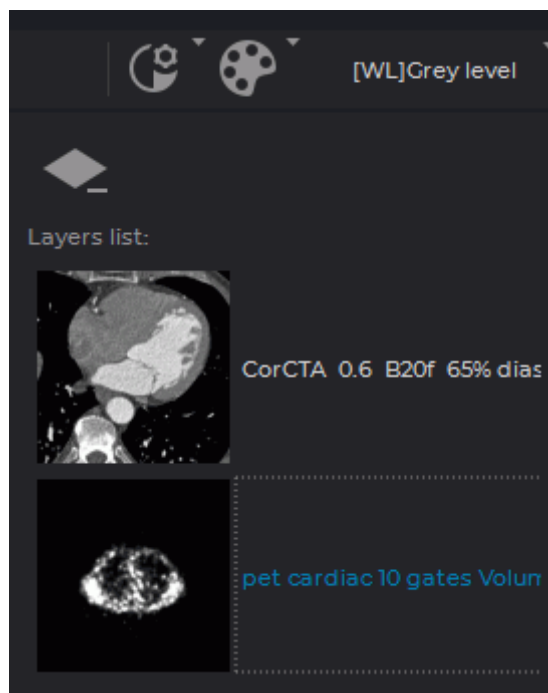 [WL]Grey level
Layers list:
CorCTA 0.6 B20f 65% dias
pet cardiac 10 gates Volum